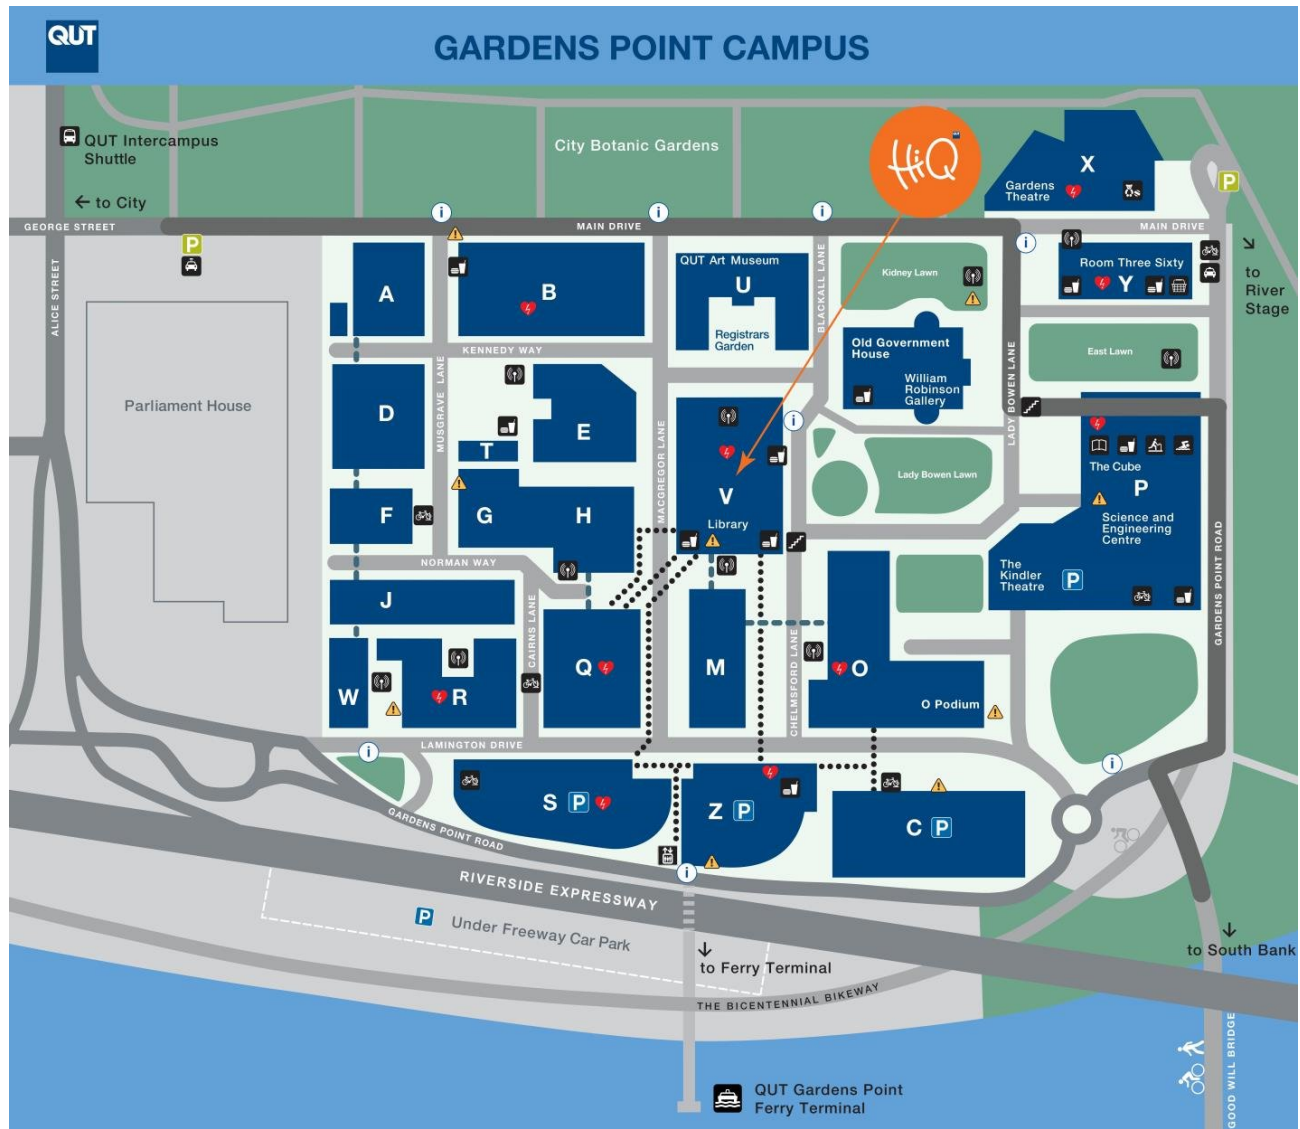 QUT
GARDENS POINT CAMPUS
QUT Intercampus
Shuttle
← to City
City Botanic Gardens
HiQ
X
Gardens
Theatre
P
GEORGE STREET
MAIN DRIVE
MAIN DRIVE
P
ALICE STREET
A
B
QUT Art Museum
U
Registrars
Garden
BLACKALL LANE
Kidney Lawn
Room Three Sixty
Y
to
River
Stage
KENNEDY WAY
Old Government
House
William
Robinson
Gallery
LADY BOWEN LANE
East Lawn
Parliament House
D
MUSGRAVE LANE
E
T
MACGREGOR LANE
V
Library
Lady Bowen Lawn
The Cube
P
Science and
Engineering
Centre
F
G
H
NORMAN WAY
The
Kindler
Theatre
P
GARDENS POINT ROAD
J
CAIRNS LANE
Q
M
CHELMSFORD LANE
O
O Podium
W
R
LAMINGTON DRIVE
S P
Z P
C P
GARDENS POINT ROAD
RIVERSIDE EXPRESSWAY
P
Under Freeway Car Park
to Ferry Terminal
to South Bank
THE BICENTENNIAL BIKEWAY
GOOD WILL BRIDGE
QUT Gardens Point
Ferry Terminal